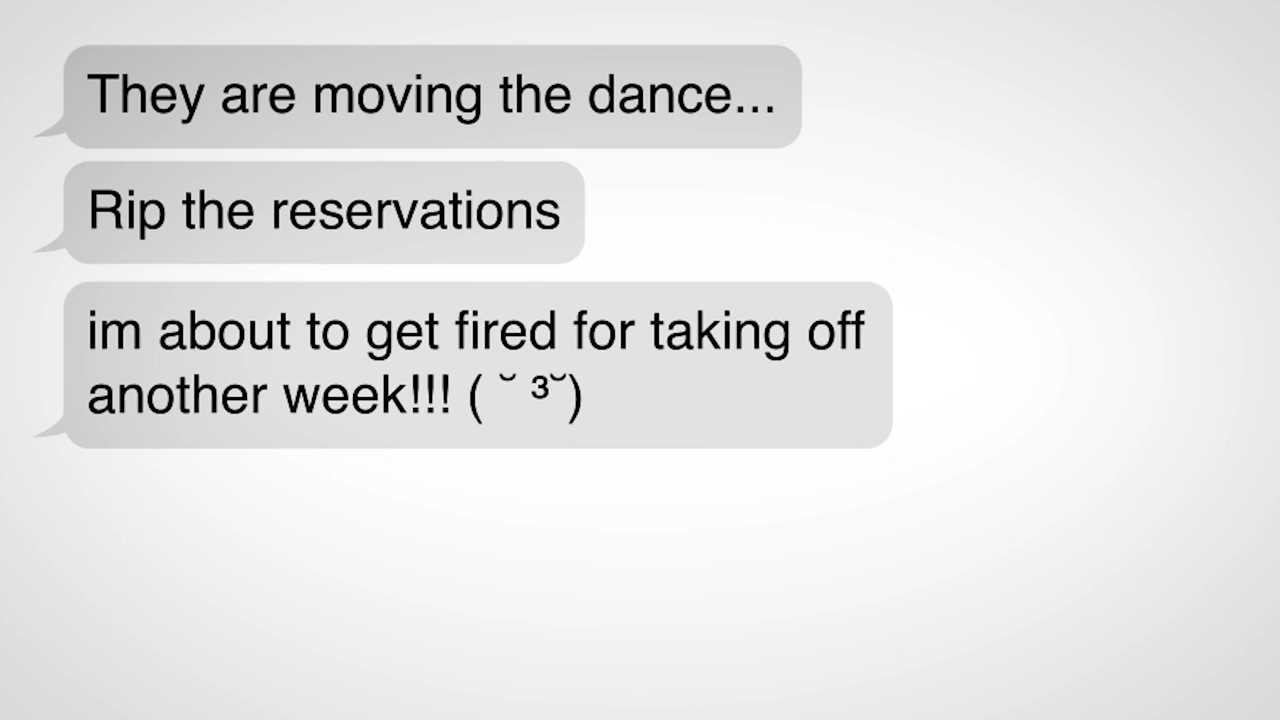 They are moving the dance...
Rip the reservations
im about to get fired for taking off
another week!!! ( ˘ ³˘)